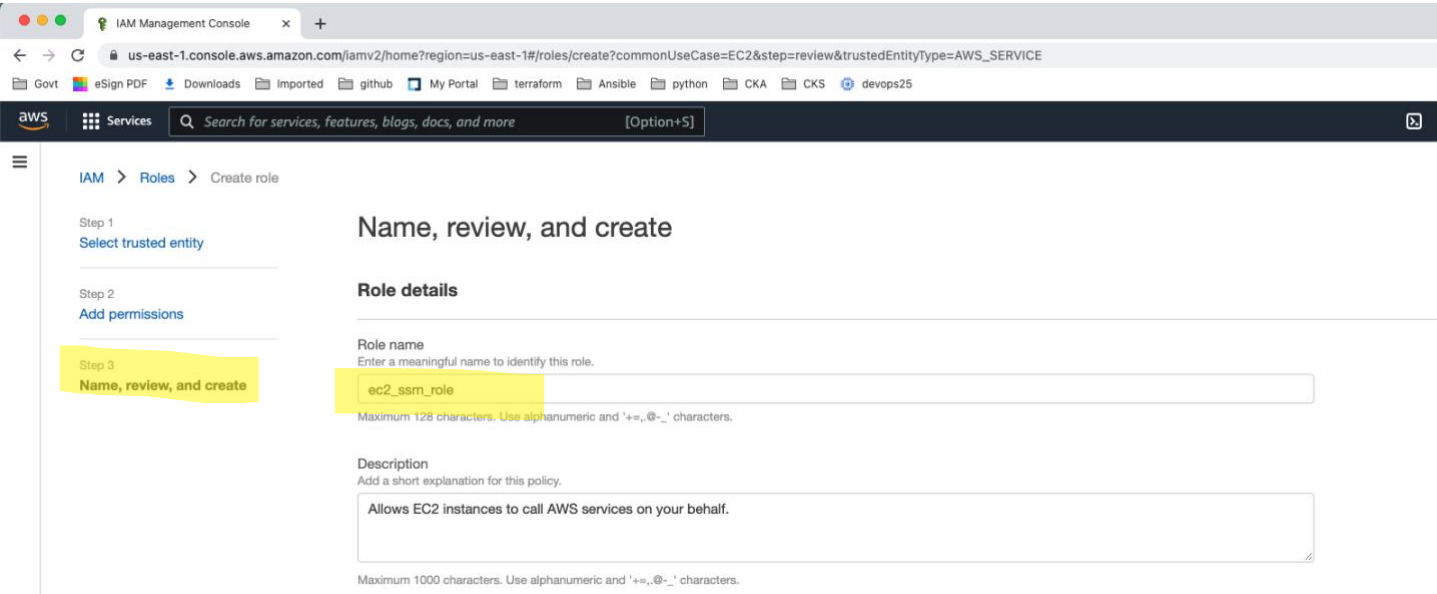 IAM Management Console
us-east-1.console.aws.amazon.com/iamv2/home?region=us-east-1#/roles/create?commonUseCase=EC2&step=review&trustedEntityType=AWS_SERVICE
Govt eSign PDF Downloads Imported github My Portal terraform Ansible python CKA CKS devops25
aws Services Search for services, features, blogs, docs, and more [Option+S]
IAM > Roles > Create role
Step 1
Select trusted entity
Step 2
Add permissions
Step 3
Name, review, and create
Name, review, and create
Role details
Role name
Enter a meaningful name to identify this role.
ec2_ssm_role
Maximum 128 characters. Use alphanumeric and '+=,.@-_' characters.
Description
Add a short explanation for this policy.
Allows EC2 instances to call AWS services on your behalf.
Maximum 1000 characters. Use alphanumeric and '+=,.@-_' characters.